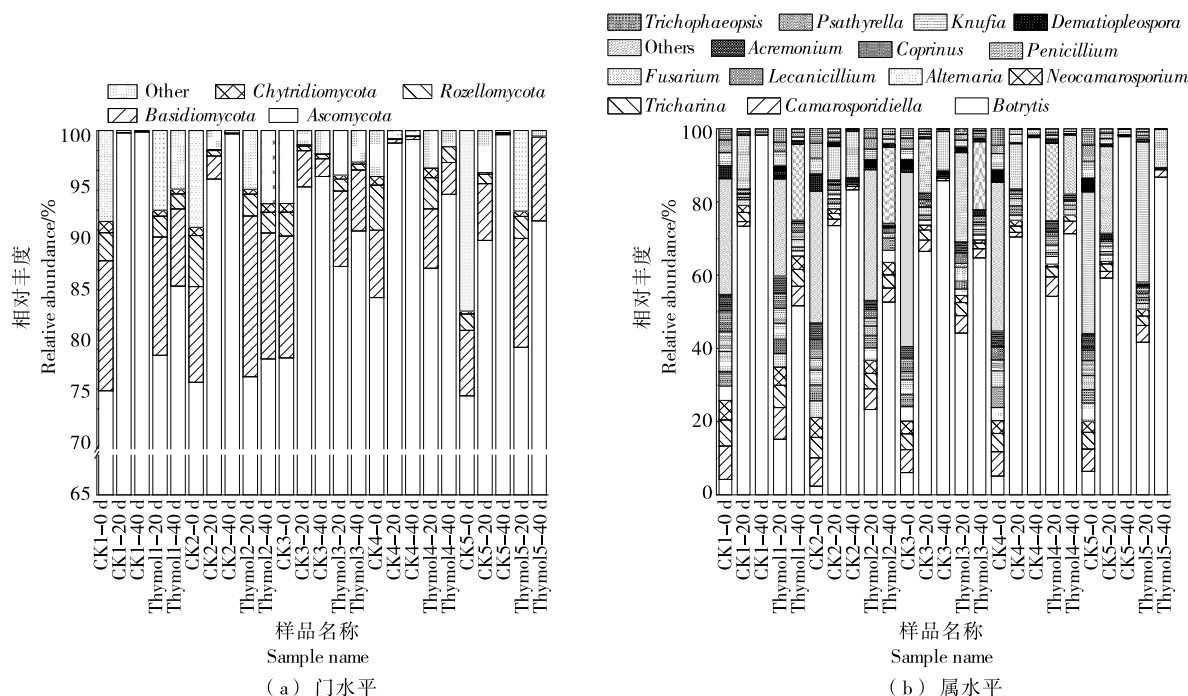 Other Chytridiomycota Rozellomycota
Basidiomycota Ascomycota
100
95
90
85
80
75
70
65
相对丰度
Relative abundance/%
CK1-0 d
CK1-20 d
CK1-40 d
Thymol1-20 d
Thymol1-40 d
CK2-0 d
CK2-20 d
CK2-40 d
Thymol2-20 d
Thymol2-40 d
CK3-0 d
CK3-20 d
CK3-40 d
Thymol3-20 d
Thymol3-40 d
CK4-0 d
CK4-20 d
CK4-40 d
Thymol4-20 d
Thymol4-40 d
CK5-0 d
CK5-20 d
CK5-40 d
Thymol5-20 d
Thymol5-40 d
样品名称
Sample name
(a) 门水平
Trichophaeopsis Psathyrella Knufia Dematiopleospora
Others Acremonium Coprinus Penicillium
Fusarium Lecanicillium Alternaria Neocamarosporium
Tricharina Camarosporidiella Botrytis
100
80
60
40
20
0
相对丰度
Relative abundance/%
CK1-0 d
CK1-20 d
CK1-40 d
Thymol1-20 d
Thymol1-40 d
CK2-0 d
CK2-20 d
CK2-40 d
Thymol2-20 d
Thymol2-40 d
CK3-0 d
CK3-20 d
CK3-40 d
Thymol3-20 d
Thymol3-40 d
CK4-0 d
CK4-20 d
CK4-40 d
Thymol4-20 d
Thymol4-40 d
CK5-0 d
CK5-20 d
CK5-40 d
Thymol5-20 d
Thymol5-40 d
样品名称
Sample name
(b) 属水平